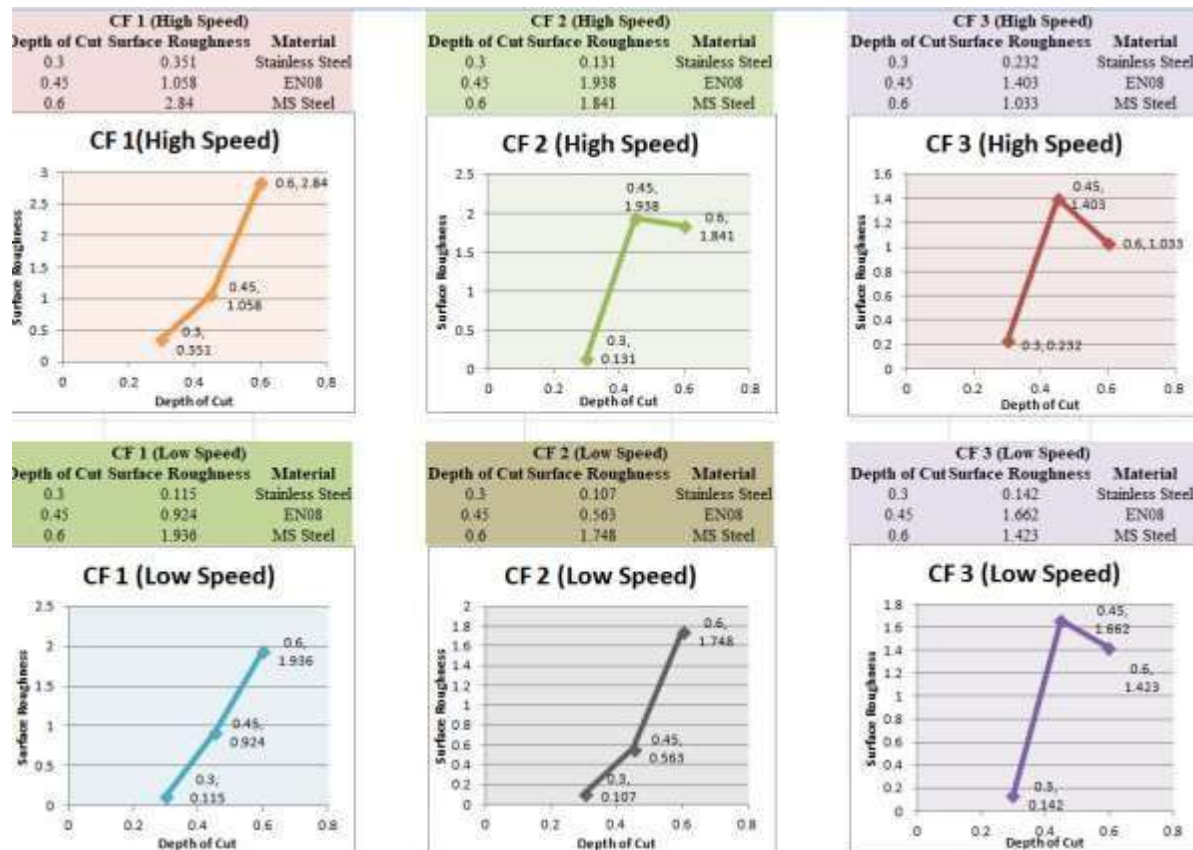 CF 1 (High Speed)
Depth of Cut Surface Roughness Material
0.3 0.351 Stainless Steel
0.45 1.058 EN08
0.6 2.84 MS Steel
CF 1(High Speed)
Surface Roughness
3
2.5
2
1.5
1
0.5
0
0 0.2 0.4 0.6 0.8
0.6, 2.84
0.45,
1.058
0.3,
0.351
Depth of Cut
CF 2 (High Speed)
Depth of Cut Surface Roughness Material
0.3 0.131 Stainless Steel
0.45 1.938 EN08
0.6 1.841 MS Steel
CF 2 (High Speed)
Surface Roughness
2.5
2
1.5
1
0.5
0
0 0.2 0.4 0.6 0.8
0.45,
1.938
0.6,
1.841
0.3,
0.131
Depth of Cut
CF 3 (High Speed)
Depth of Cut Surface Roughness Material
0.3 0.232 Stainless Steel
0.45 1.403 EN08
0.6 1.033 MS Steel
CF 3 (High Speed)
Surface Roughness
1.6
1.4
1.2
1
0.8
0.6
0.4
0.2
0
0 0.2 0.4 0.6 0.8
0.45,
1.403
0.6, 1.033
0.3, 0.232
Depth of Cut
CF 1 (Low Speed)
Depth of Cut Surface Roughness Material
0.3 0.115 Stainless Steel
0.45 0.924 EN08
0.6 1.936 MS Steel
CF 1 (Low Speed)
Surface Roughness
2.5
2
1.5
1
0.5
0
0 0.2 0.4 0.6 0.8
0.6,
1.936
0.45,
0.924
0.3,
0.115
Depth of Cut
CF 2 (Low Speed)
Depth of Cut Surface Roughness Material
0.3 0.107 Stainless Steel
0.45 0.563 EN08
0.6 1.748 MS Steel
CF 2 (Low Speed)
Surface Roughness
2
1.8
1.6
1.4
1.2
1
0.8
0.6
0.4
0.2
0
0 0.2 0.4 0.6 0.8
0.6,
1.748
0.45,
0.563
0.3,
0.107
Depth of Cut
CF 3 (Low Speed)
Depth of Cut Surface Roughness Material
0.3 0.142 Stainless Steel
0.45 1.662 EN08
0.6 1.423 MS Steel
CF 3 (Low Speed)
Surface Roughness
1.8
1.6
1.4
1.2
1
0.8
0.6
0.4
0.2
0
0 0.2 0.4 0.6 0.8
0.45,
1.662
0.6,
1.423
0.3,
0.142
Depth of Cut